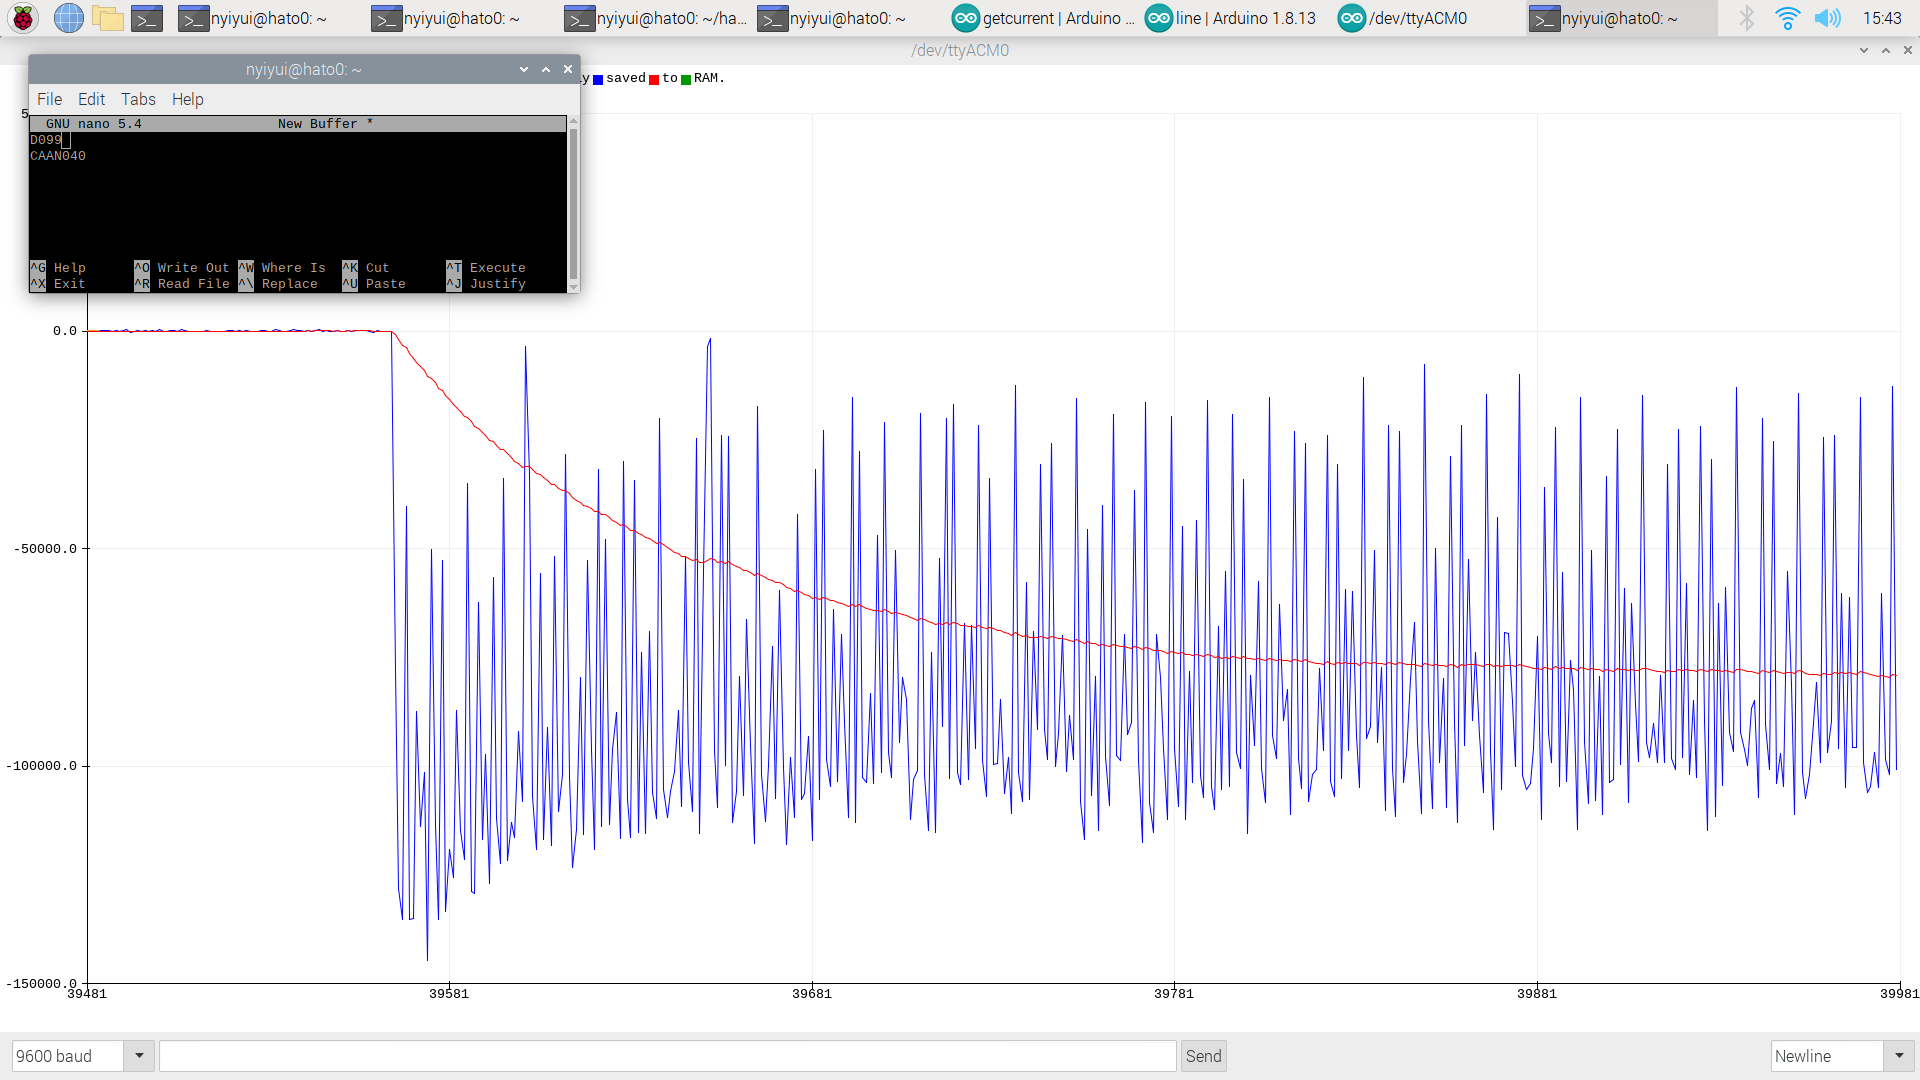 nyiyui@hato0: ~
nyiyui@hato0: ~
nyiyui@hato0: ~/ha...
nyiyui@hato0: ~
getcurrent | Arduino ...
line | Arduino 1.8.13
/dev/ttyACM0
nyiyui@hato0: ~
15:43
/dev/ttyACM0
nyiyui@hato0: ~
y saved to RAM.
File Edit Tabs Help
5
GNU nano 5.4 New Buffer *
D099
CAAN040
^G Help ^O Write Out ^W Where Is ^K Cut ^T Execute
^X Exit ^R Read File ^\ Replace ^U Paste ^J Justify
0.0
-50000.0
-100000.0
-150000.0
39481 39581 39681 39781 39881 39981
9600 baud
Send
Newline